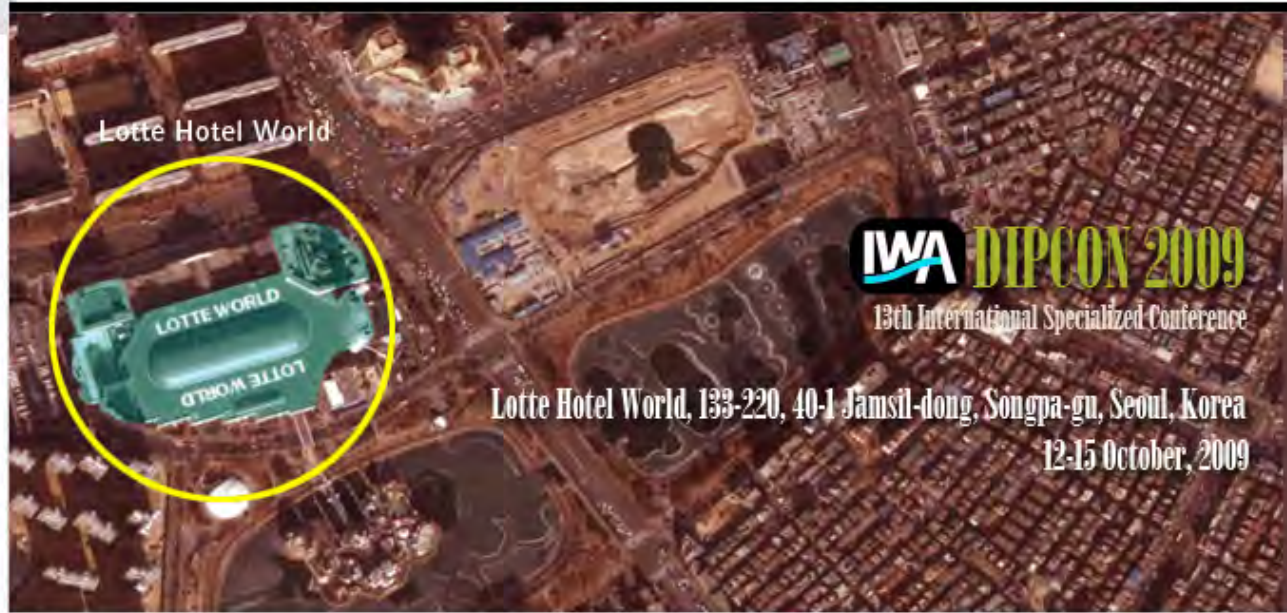 Lotte Hotel World
LOTTE WORLD
LOTTE WORLD
IWA DIPCON 2009
13th International Specialized Conference
Lotte Hotel World, 133-220, 40-1 Jamsil-dong, Songpa-gu, Seoul, Korea
12-15 October, 2009